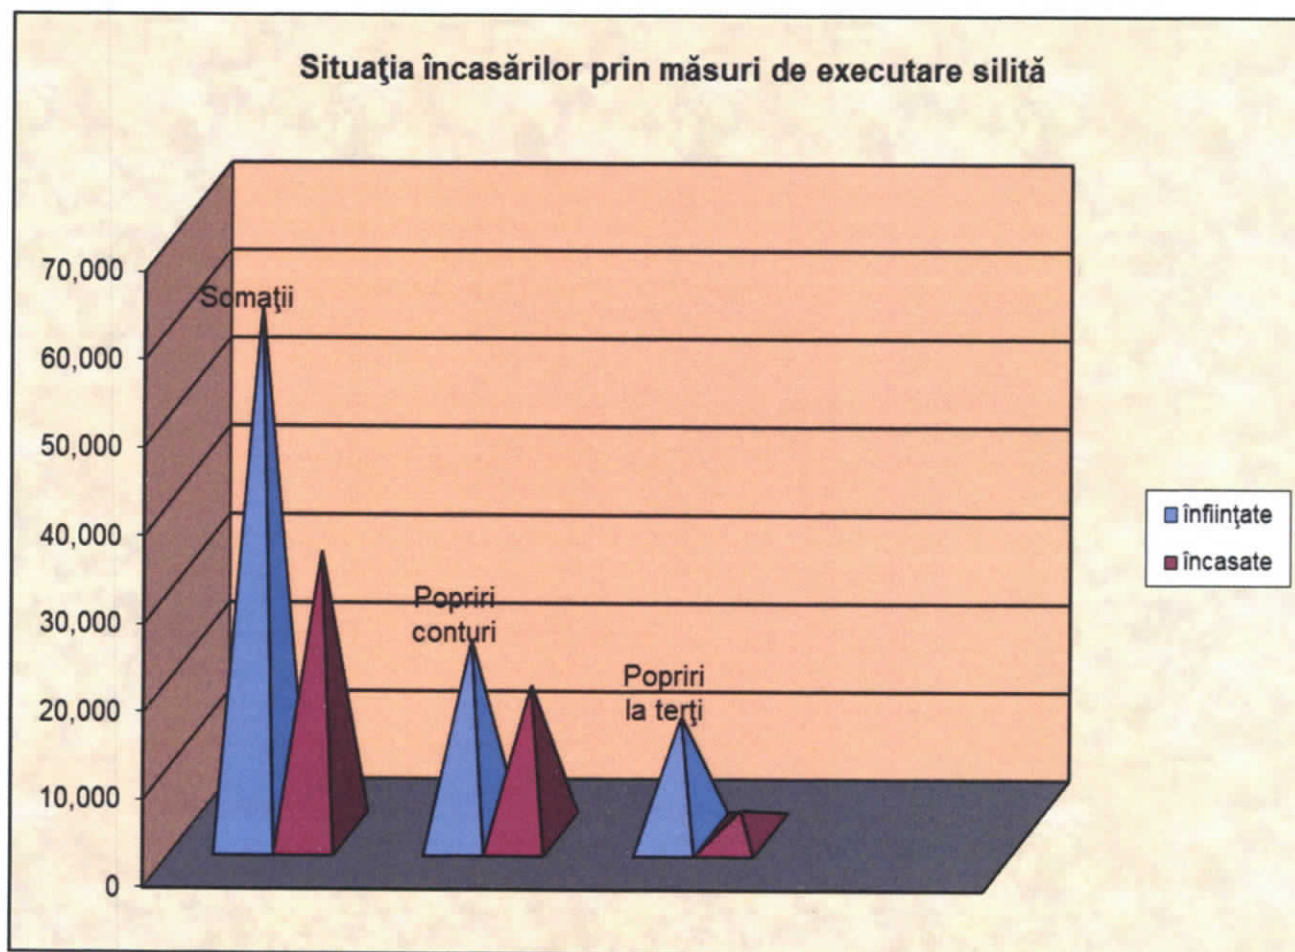 Situaţia încasărilor prin măsuri de executare silită
70,000
60,000
50,000
40,000
30,000
20,000
10,000
0
Somaţii
Popriri
conturi
Popriri
la terţi
înfiinţate
încasate